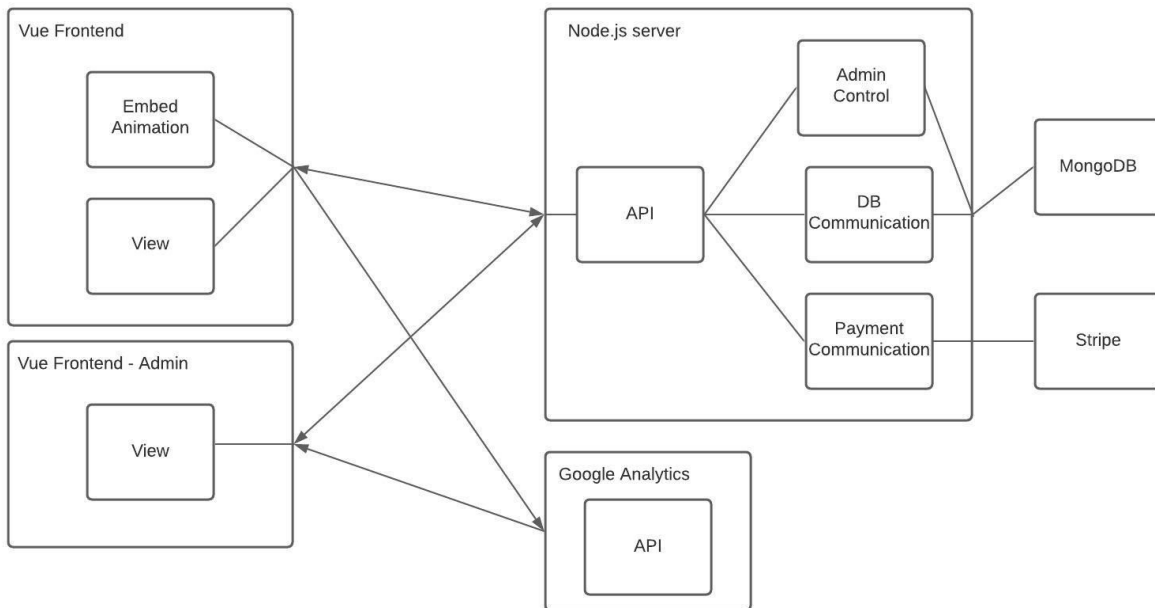 Vue Frontend
Embed
Animation
View
Vue Frontend - Admin
View
Node.js server
API
Admin
Control
DB
Communication
Payment
Communication
MongoDB
Stripe
Google Analytics
API